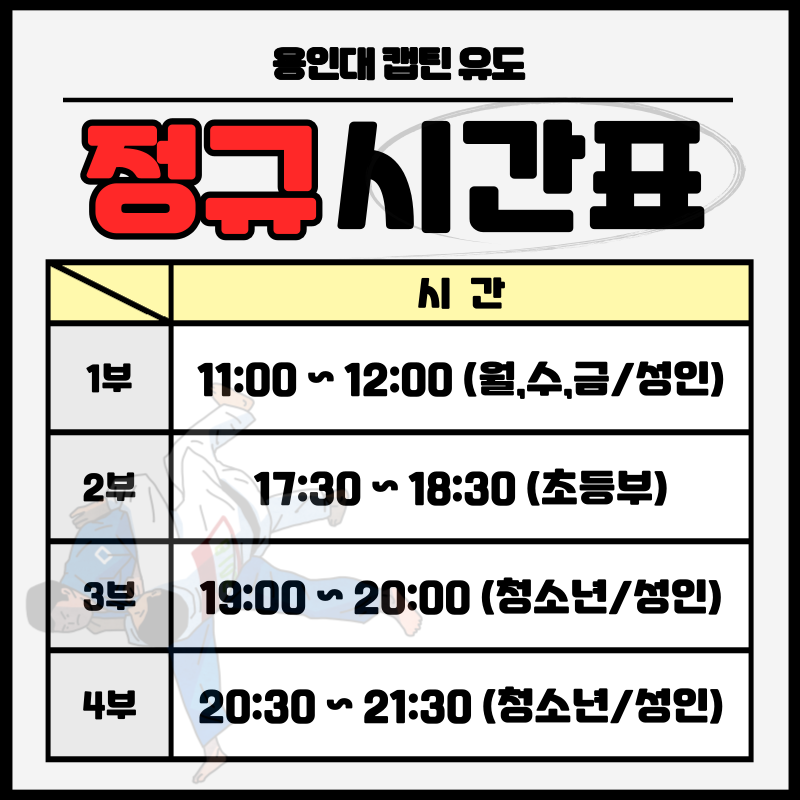 용인대 캡틴 유도
정규 시간표
시 간
1부 11:00 ~ 12:00 (월,수,금/성인)
2부 17:30 ~ 18:30 (초등부)
3부 19:00 ~ 20:00 (청소년/성인)
4부 20:30 ~ 21:30 (청소년/성인)